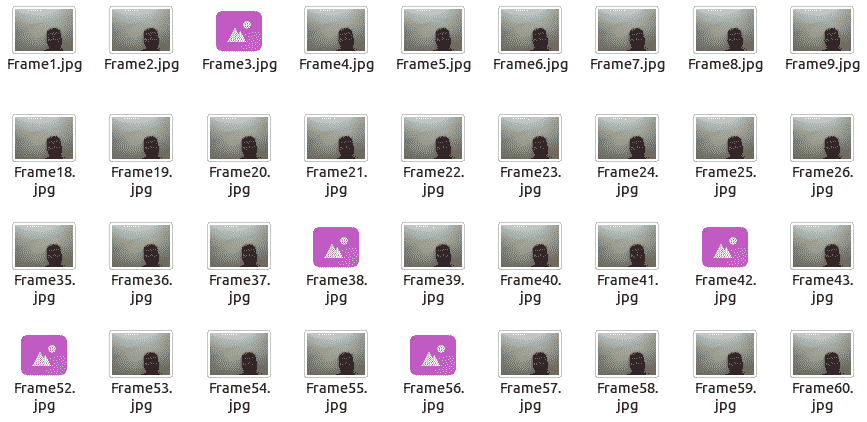 Frame1.jpg Frame2.jpg Frame3.jpg Frame4.jpg Frame5.jpg Frame6.jpg Frame7.jpg Frame8.jpg Frame9.jpg
Frame18. Frame19. Frame20. Frame21. Frame22. Frame23. Frame24. Frame25. Frame26.
jpg jpg jpg jpg jpg jpg jpg jpg jpg
Frame35. Frame36. Frame37. Frame38. Frame39. Frame40. Frame41. Frame42. Frame43.
jpg jpg jpg jpg jpg jpg jpg jpg jpg
Frame52. Frame53. Frame54. Frame55. Frame56. Frame57. Frame58. Frame59. Frame60.
jpg jpg jpg jpg jpg jpg jpg jpg jpg